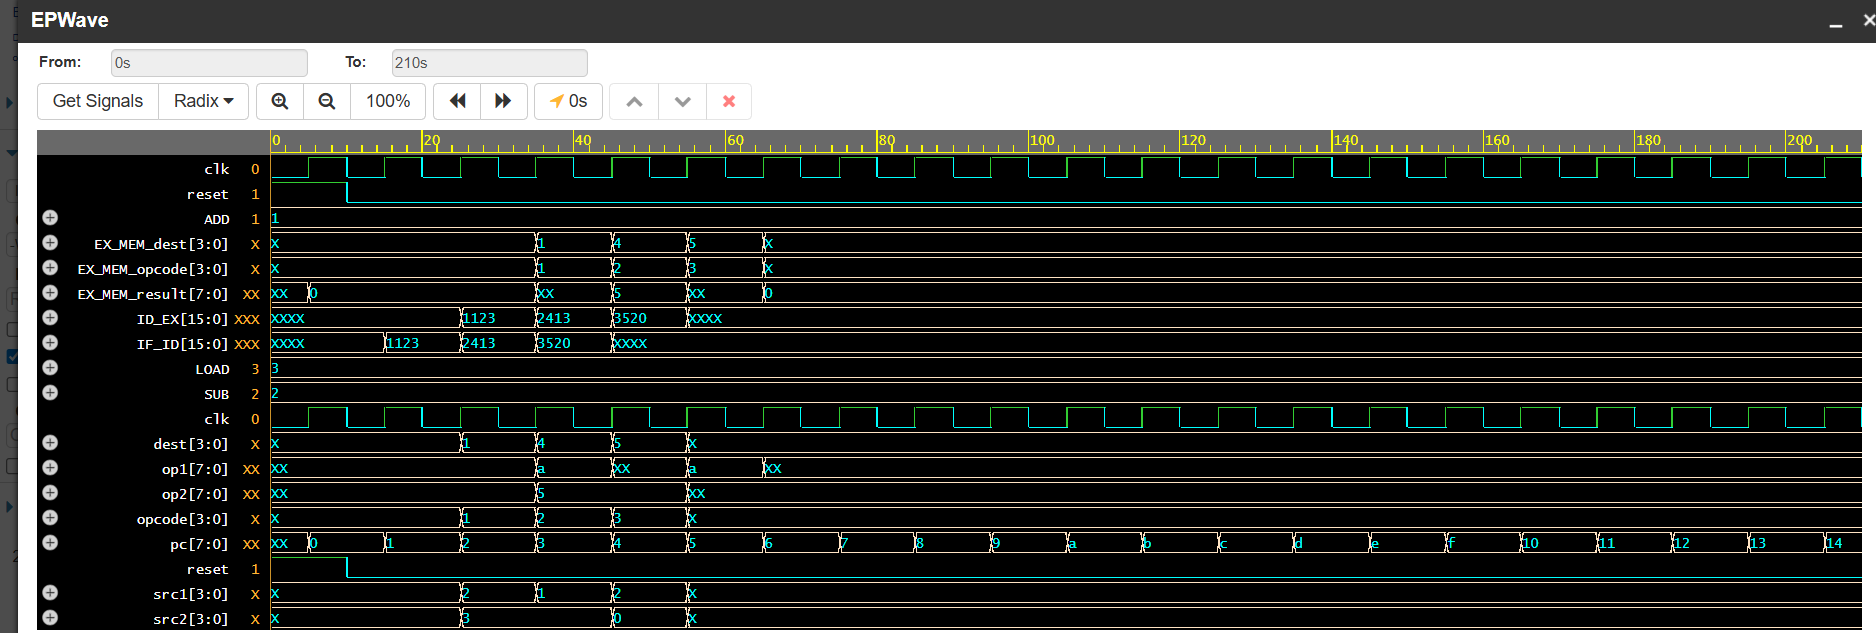 EPWave
From: 0s To: 210s
Get Signals Radix 100% 0s
0 20 40 60 80 100 120 140 160 180 200
clk 0
reset 1
ADD 1 1
EX_MEM_dest[3:0] X X 1 4 5 X
EX_MEM_opcode[3:0] X X 1 2 3 X
EX_MEM_result[7:0] XX XX 0 XX 5 XX 0
ID_EX[15:0] XXX XXXX 1123 2413 3520 XXXX
IF_ID[15:0] XXX XXXX 1123 2413 3520 XXXX
LOAD 3 3
SUB 2 2
clk 0
dest[3:0] X X 1 4 5 X
op1[7:0] XX XX a XX a XX
op2[7:0] XX XX 5 XX
opcode[3:0] X X 1 2 3 X
pc[7:0] XX XX 0 1 2 3 4 5 6 7 8 9 a b c d e f 10 11 12 13 14
reset 1
src1[3:0] X X 2 1 2 X
src2[3:0] X X 3 0 X